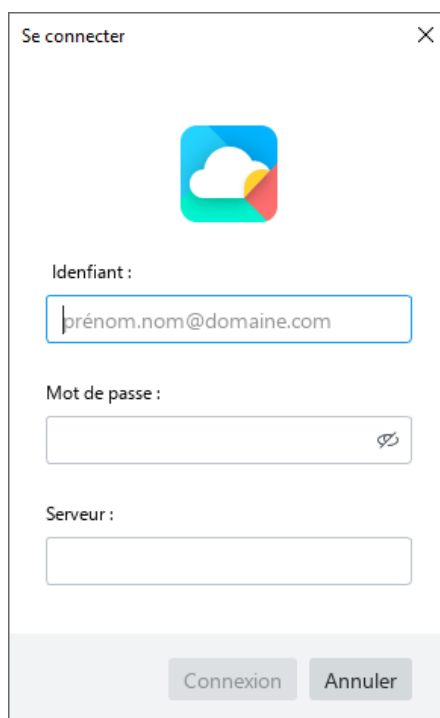 Se connecter
Idenfiant :
prénom.nom@domaine.com
Mot de passe :
Serveur :
Connexion Annuler